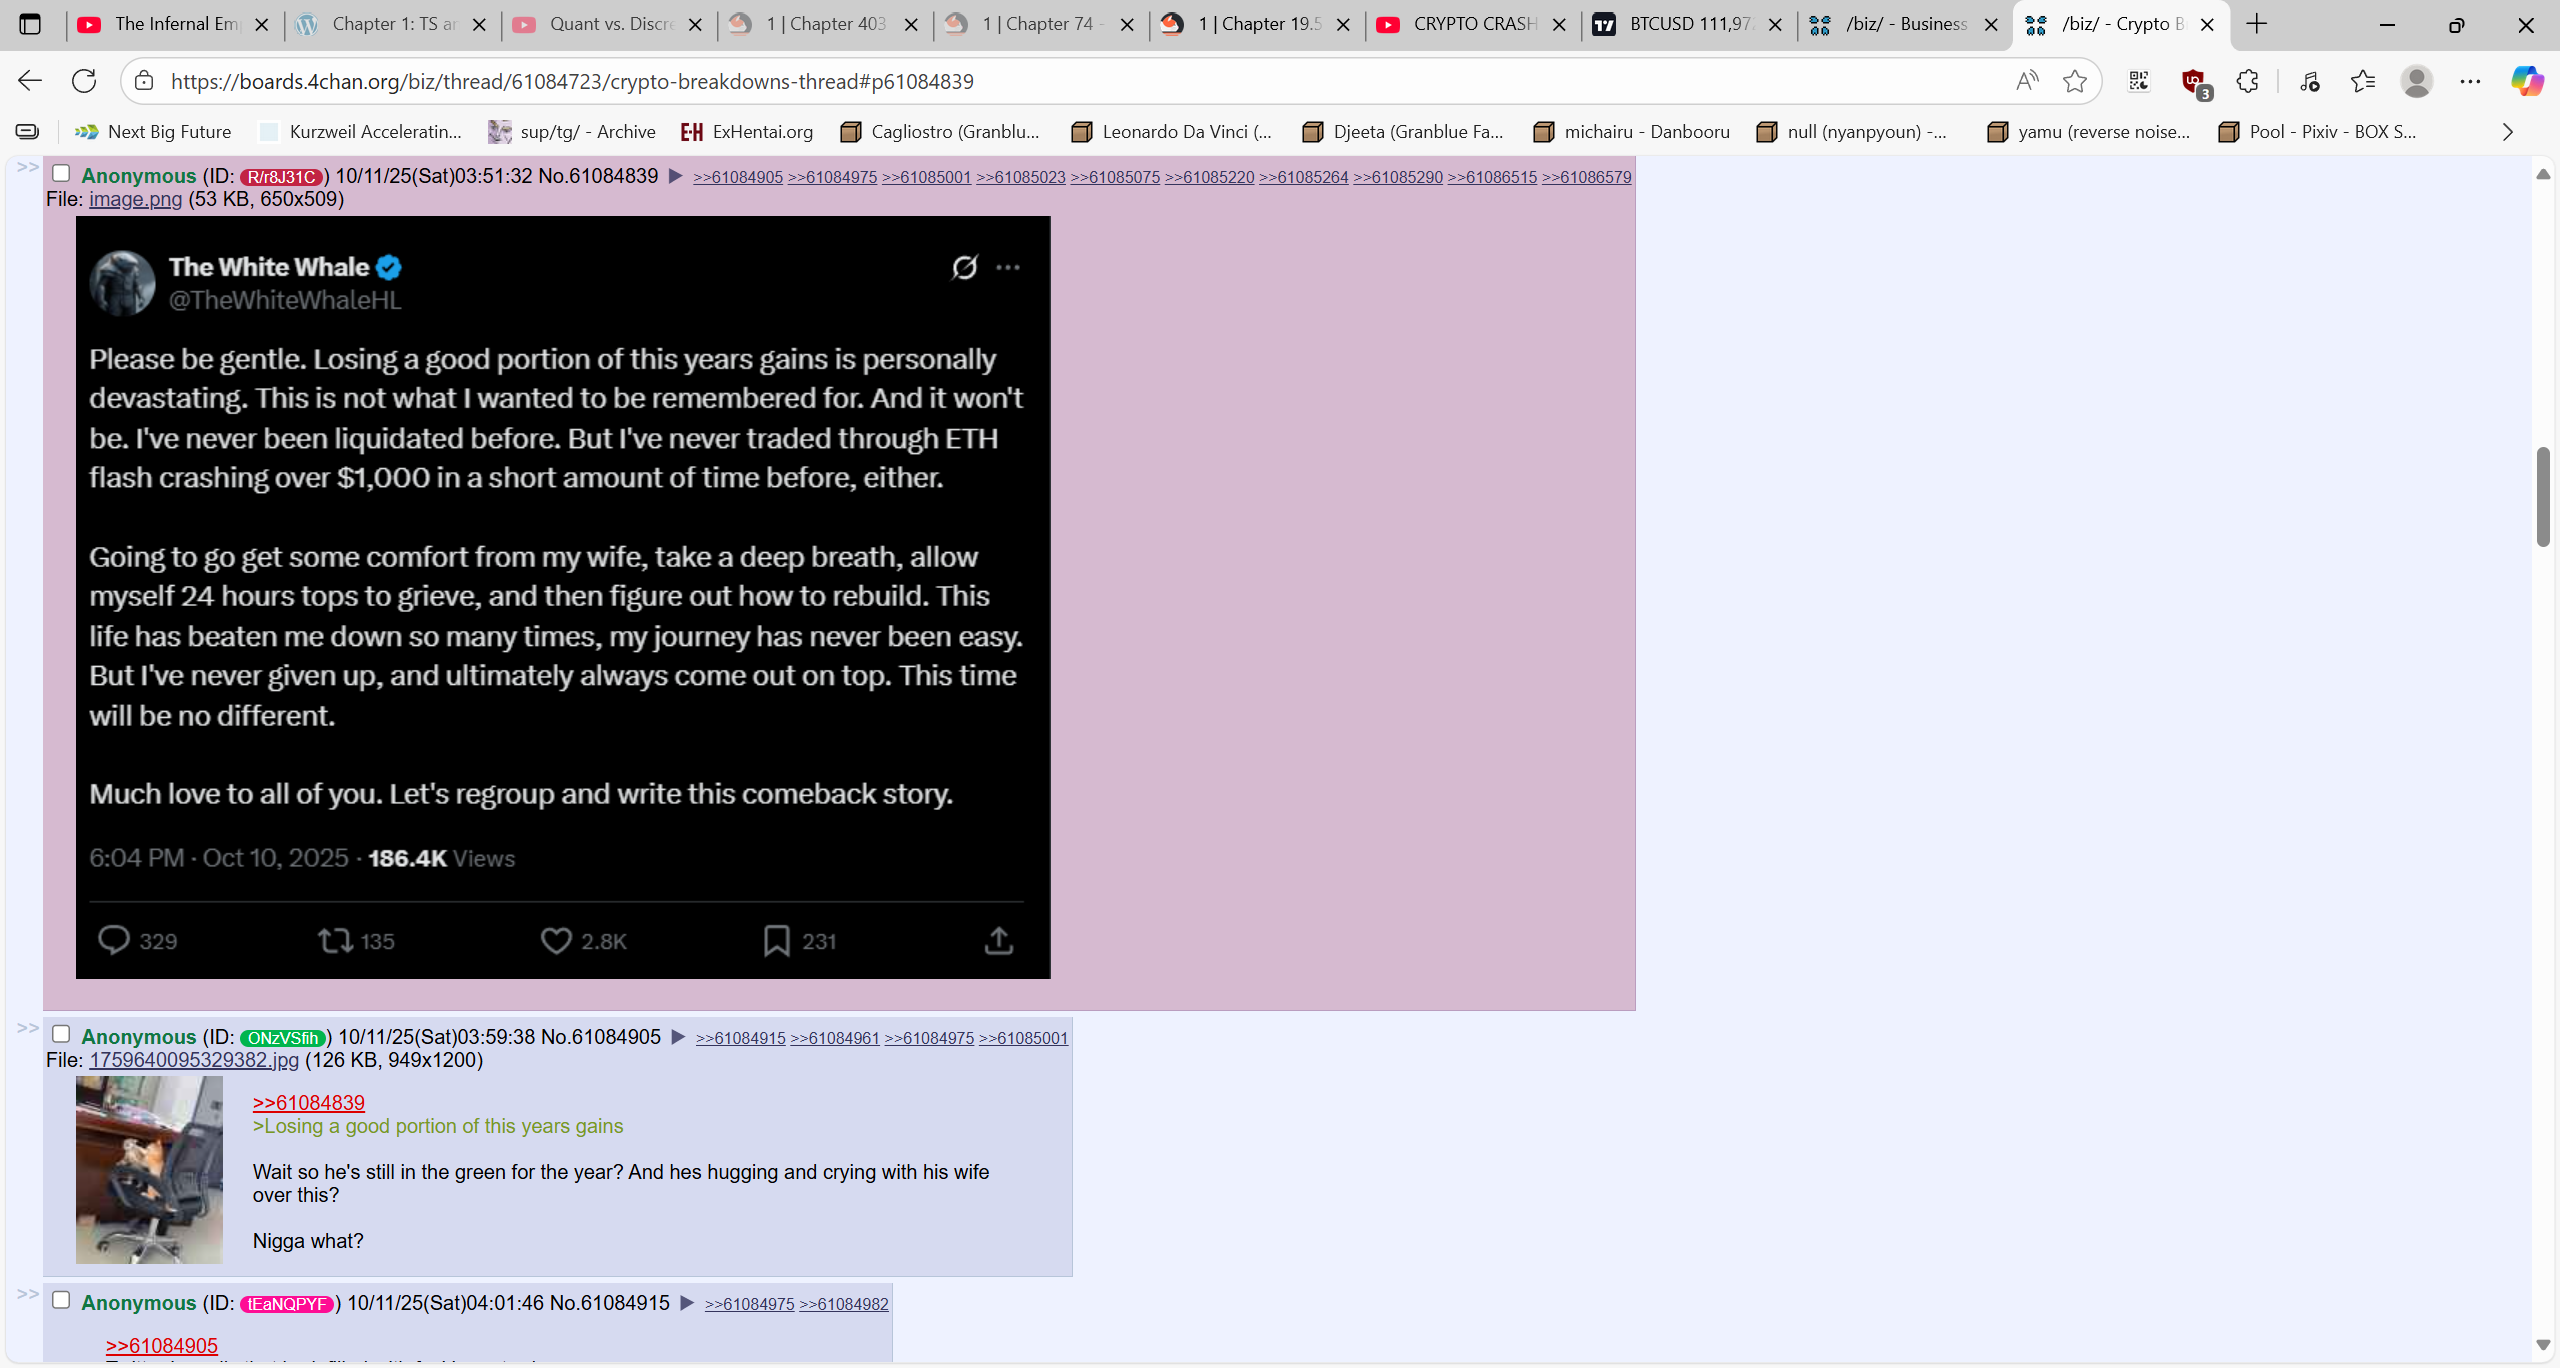 The Infernal Em
Chapter 1: TS ar
Quant vs. Discre
1 | Chapter 403
1 | Chapter 74 -
1 | Chapter 19.5
CRYPTO CRASH
BTCUSD 111,97
/biz/ - Business
/biz/ - Crypto B
https://boards.4chan.org/biz/thread/61084723/crypto-breakdowns-thread#p61084839
3
Next Big Future
Kurzweil Acceleratin...
sup/tg/ - Archive
E-H ExHentai.org
Cagliostro (Granblu...
Leonardo Da Vinci (...
Djeeta (Granblue Fa...
michairu - Danbooru
null (nyanpyoun) -...
yamu (reverse noise...
Pool - Pixiv - BOX S...
>> Anonymous (ID: R/r8J31C) 10/11/25(Sat)03:51:32 No.61084839 ▶ >>61084905 >>61084975 >>61085001 >>61085023 >>61085075 >>61085220 >>61085264 >>61085290 >>61086515 >>61086579
File: image.png (53 KB, 650x509)
The White Whale
@TheWhiteWhaleHL
Please be gentle. Losing a good portion of this years gains is personally
devastating. This is not what I wanted to be remembered for. And it won't
be. I've never been liquidated before. But I've never traded through ETH
flash crashing over $1,000 in a short amount of time before, either.
Going to go get some comfort from my wife, take a deep breath, allow
myself 24 hours tops to grieve, and then figure out how to rebuild. This
life has beaten me down so many times, my journey has never been easy.
But I've never given up, and ultimately always come out on top. This time
will be no different.
Much love to all of you. Let's regroup and write this comeback story.
6:04 PM · Oct 10, 2025 · 186.4K Views
329 135 2.8K 231
>> Anonymous (ID: ONzVSfih) 10/11/25(Sat)03:59:38 No.61084905 ▶ >>61084915 >>61084961 >>61084975 >>61085001
File: 1759640095329382.jpg (126 KB, 949x1200)
>>61084839
>Losing a good portion of this years gains
Wait so he's still in the green for the year? And hes hugging and crying with his wife
over this?
Nigga what?
>> Anonymous (ID: tEaNQPYF) 10/11/25(Sat)04:01:46 No.61084915 ▶ >>61084975 >>61084982
>>61084905